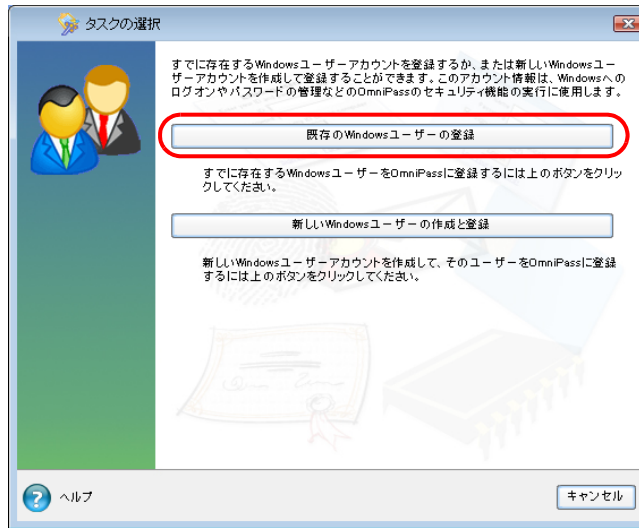 タスクの選択
すでに存在するWindowsユーザーアカウントを登録するか、または新しいWindowsユー
ザーアカウントを作成して登録することができます。このアカウント情報は、Windowsへの
ログオンやパスワードの管理などのOmniPassのセキュリティ機能の実行に使用します。
既存のWindowsユーザーの登録
すでに存在するWindowsユーザーをOmniPassに登録するには上のボタンをクリッ
クしてください。
新しいWindowsユーザーの作成と登録
新しいWindowsユーザーアカウントを作成して、そのユーザーをOmniPassに登録
するには上のボタンをクリックしてください。
ヘルプ
キャンセル